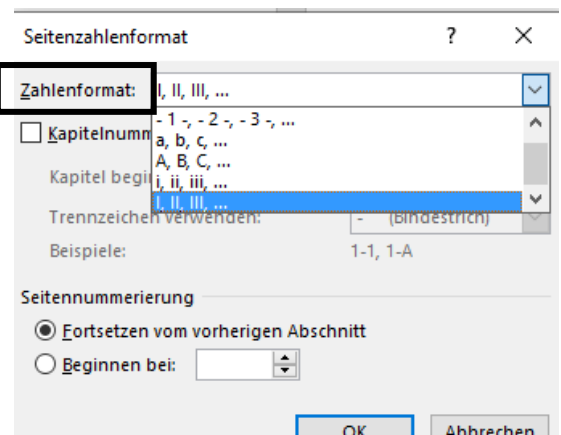 Seitenzahlenformat ?
Zahlenformat: I, II, III, ...
- 1 -, - 2 -, - 3 -, ...
a, b, c, ...
A, B, C, ...
i, ii, iii, ...
I, II, III, ...
Kapitelnumm
Kapitel begi
Trennzeichen verwenden: - (Bindestrich)
Beispiele: 1-1, 1-A
Seitennummerierung
Fortsetzen vom vorherigen Abschnitt
Beginnen bei:
OK Abbrechen